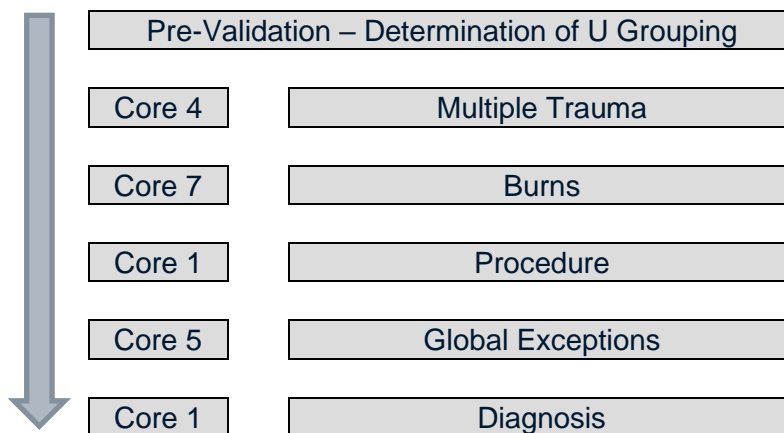 Pre-Validation – Determination of U Grouping
Core 4 Multiple Trauma
Core 7 Burns
Core 1 Procedure
Core 5 Global Exceptions
Core 1 Diagnosis